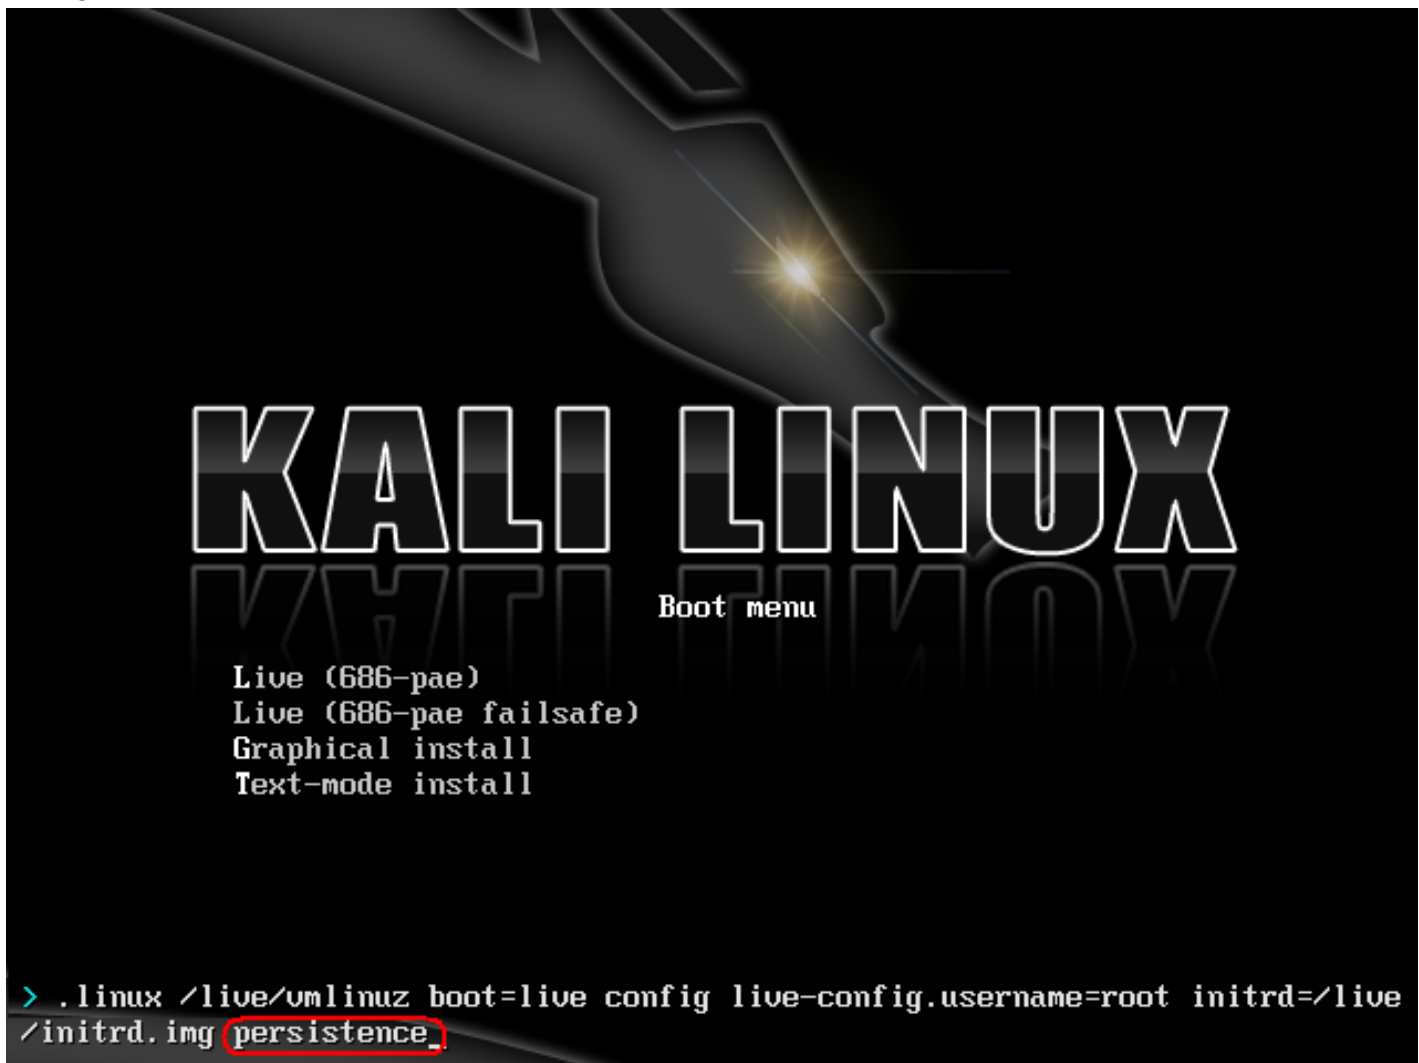 KALI LINUX
Boot menu
Live (686-pae)
Live (686-pae failsafe)
Graphical install
Text-mode install
> .linux /live/vmlinuz boot=live config live-config.username=root initrd=/live
/initrd.img persistence_